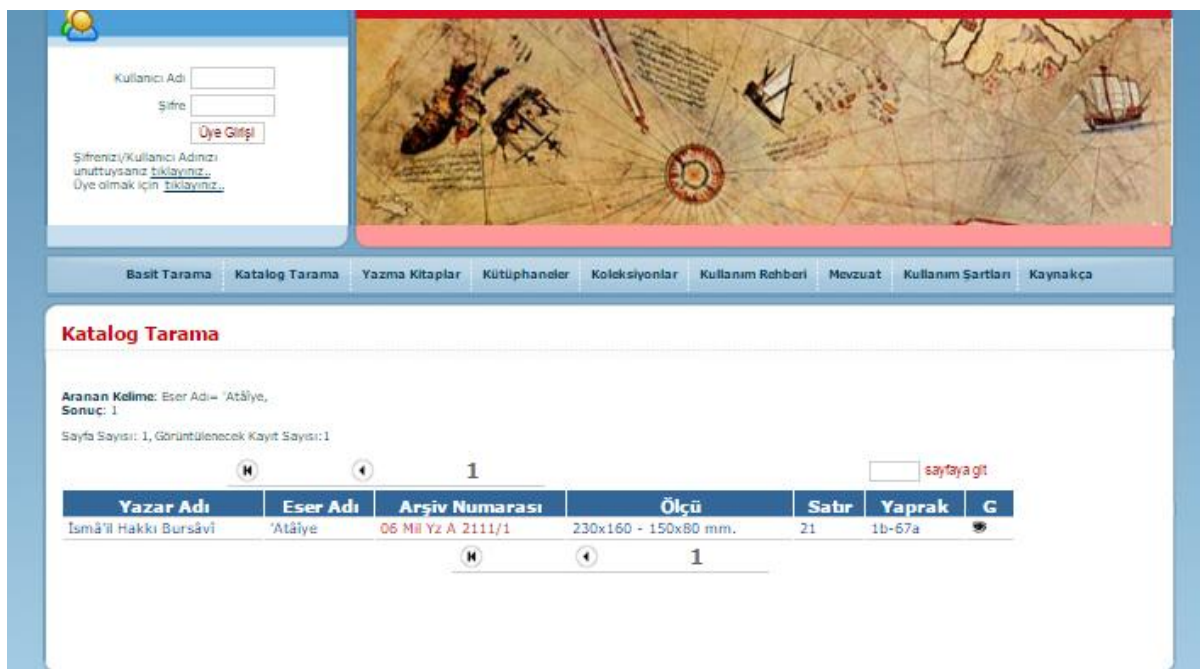 Kullanıcı Adı
Şifre
Üye Girişi
Şifrenizi/Kullanıcı Adınızı
unuttuysanız tıklayınız..
Üye olmak için tıklayınız..
Basit Tarama Katalog Tarama Yazma Kitaplar Kütüphaneler Koleksiyonlar Kullanım Rehberi Mevzuat Kullanım Şartları Kaynakça
Katalog Tarama
Aranan Kelime: Eser Adı= 'Atâîye,
Sonuç: 1
Sayfa Sayısı: 1, Görüntülenecek Kayıt Sayısı:1
1 sayfaya git
Yazar Adı Eser Adı Arşiv Numarası Ölçü Satır Yaprak G
İsmâ'il Hakkı Bursâvî 'Atâîye 06 Mil Yz A 2111/1 230x160 - 150x80 mm. 21 1b-67a
1